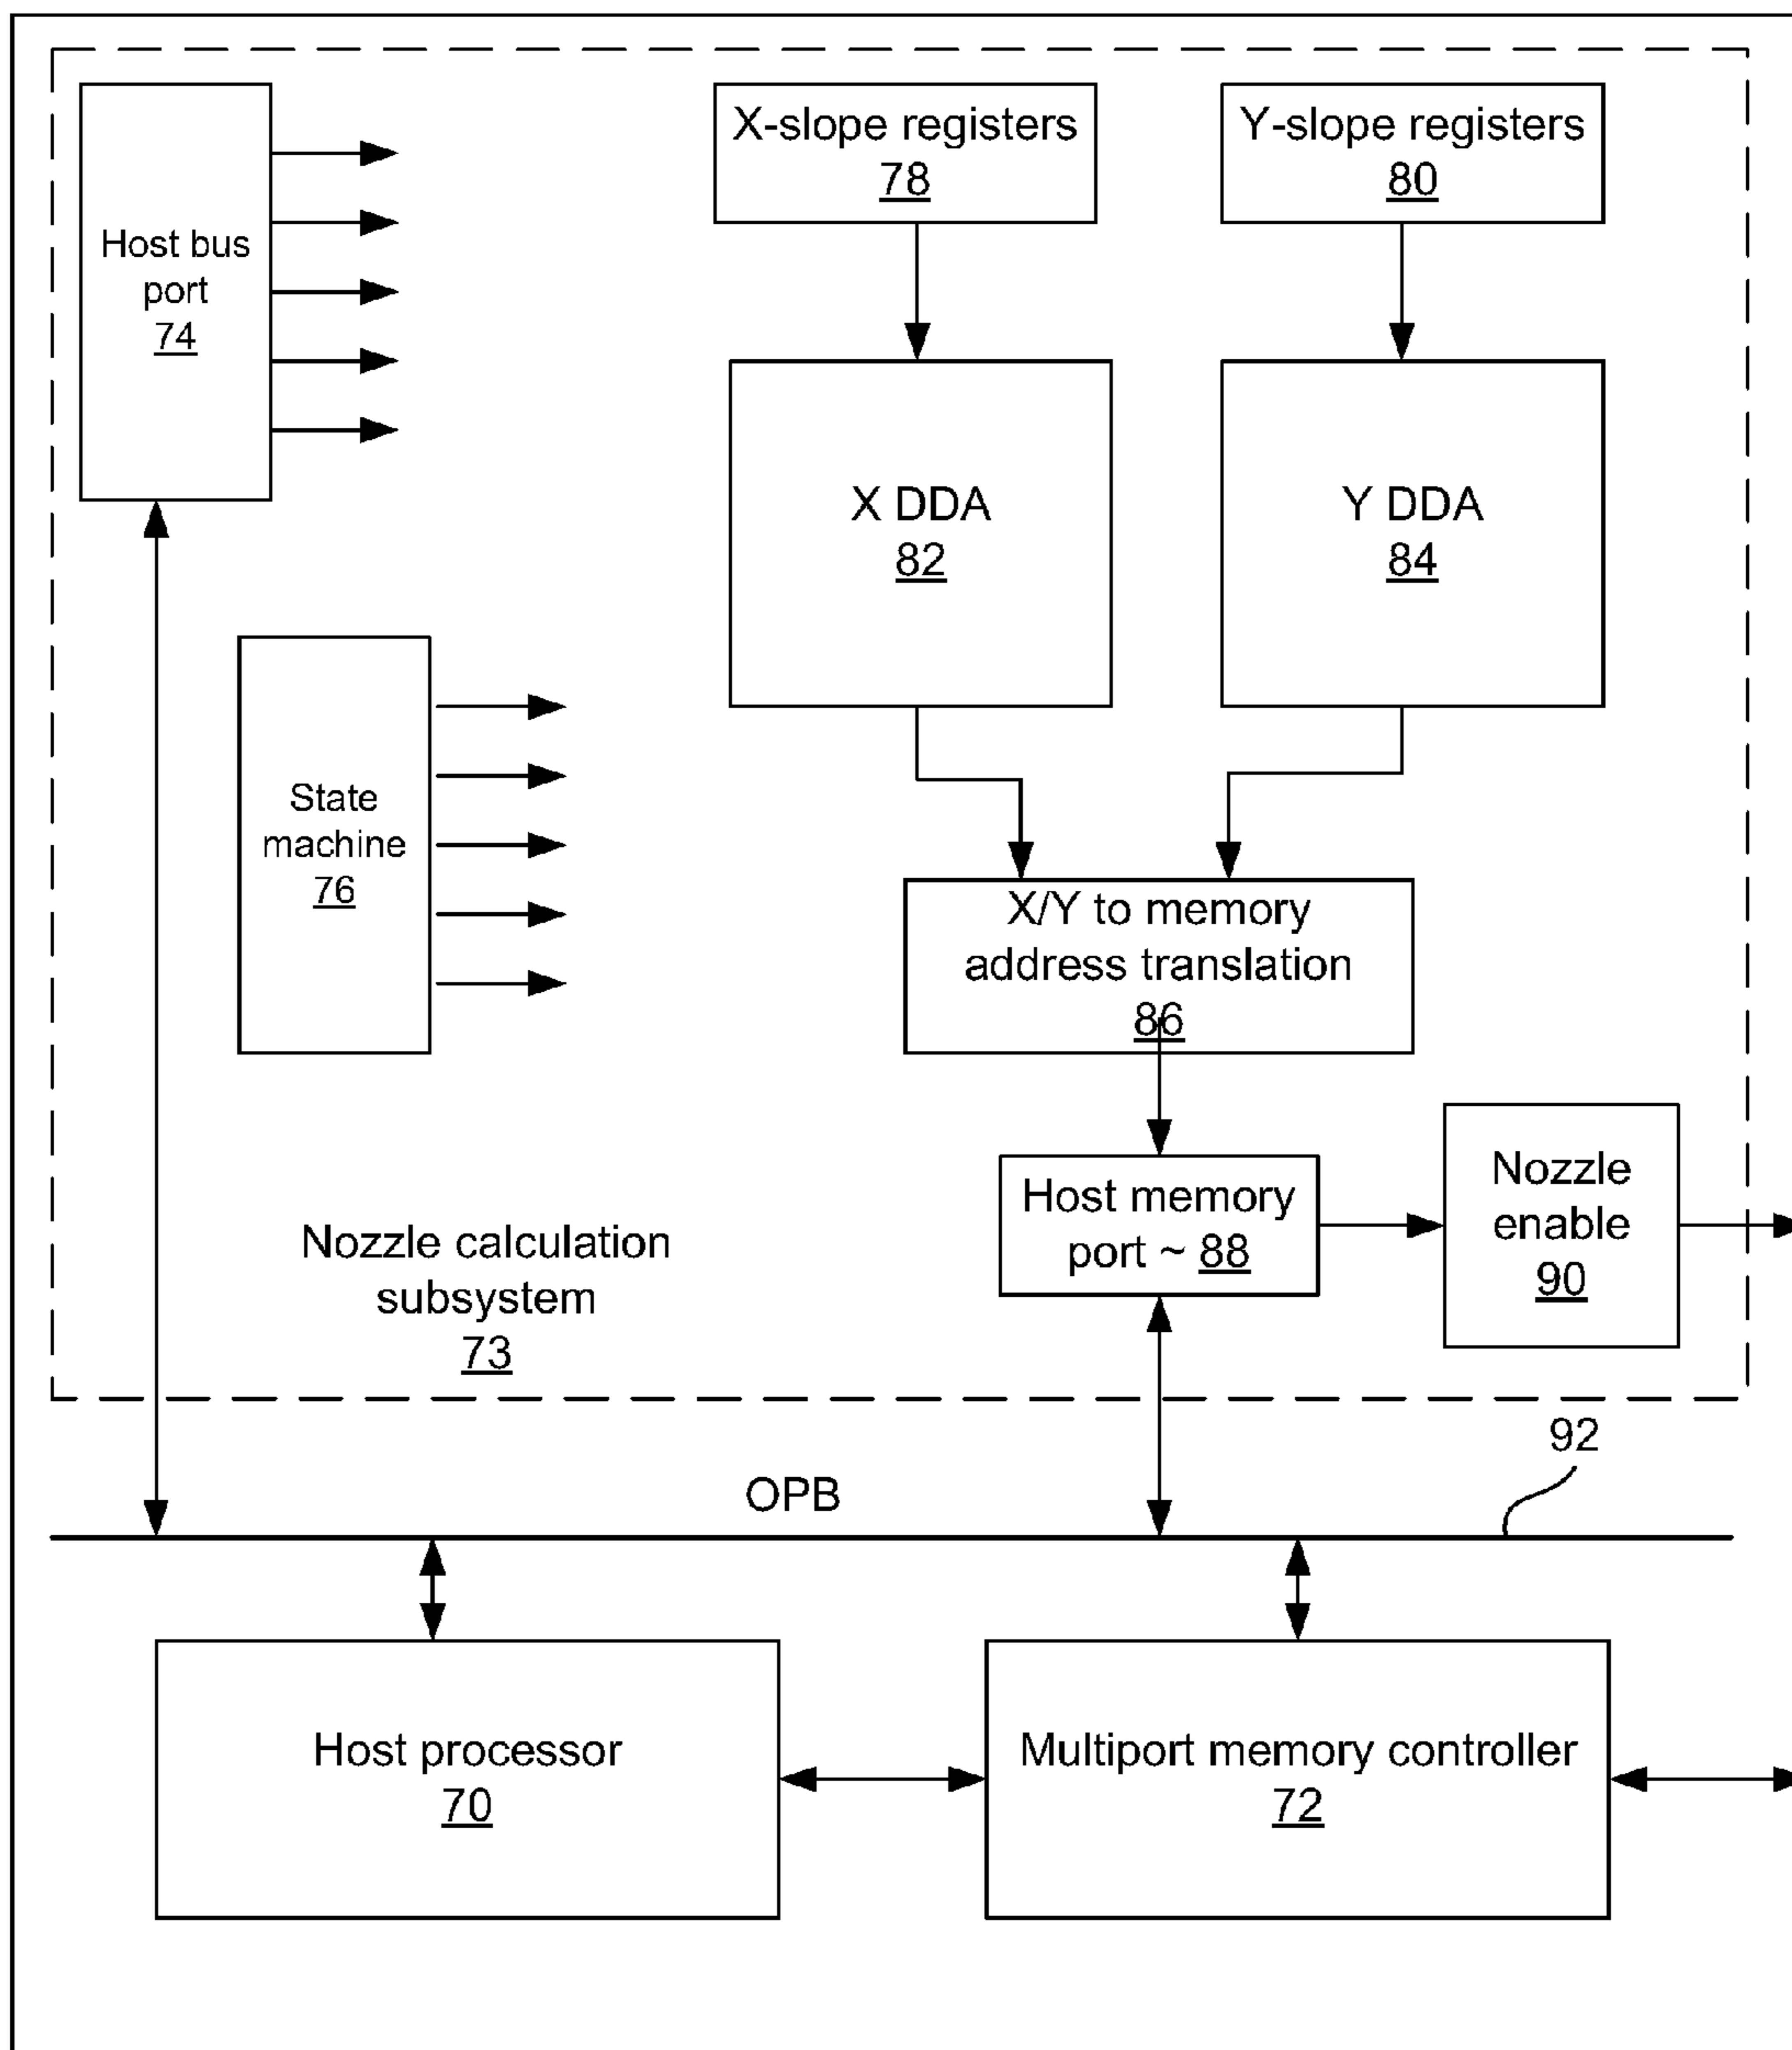 X-slope registers
78
Y-slope registers
80
Host bus
port
74
X DDA
82
Y DDA
84
State
machine
76
X/Y to memory
address translation
86
Host memory
port ~ 88
Nozzle
enable
90
Nozzle calculation
subsystem
73
92
OPB
Host processor
70
Multiport memory controller
72